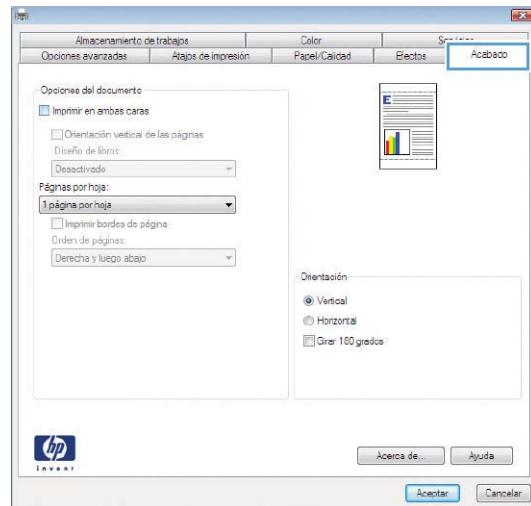 Almacenamiento de trabajos
Color
Opciones avanzadas
Atajos de impresión
Papel/Calidad
Efectos
Acabado
Opciones del documento
Imprimir en ambas caras
Orientación vertical de las páginas
Diseño de libros:
Desactivado
Páginas por hoja:
1 página por hoja
Imprimir bordes de página
Orden de páginas:
Derecha y luego abajo
E
Orientación
Vertical
Horizontal
Girar 180 grados
hp
invent
Acerca de...
Ayuda
Aceptar
Cancelar